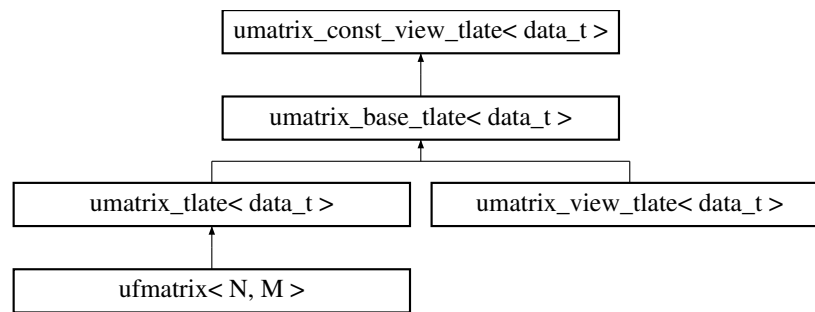 umatrix_const_view_tlate< data_t >
umatrix_base_tlate< data_t >
umatrix_tlate< data_t >
umatrix_view_tlate< data_t >
ufmatrix< N, M >